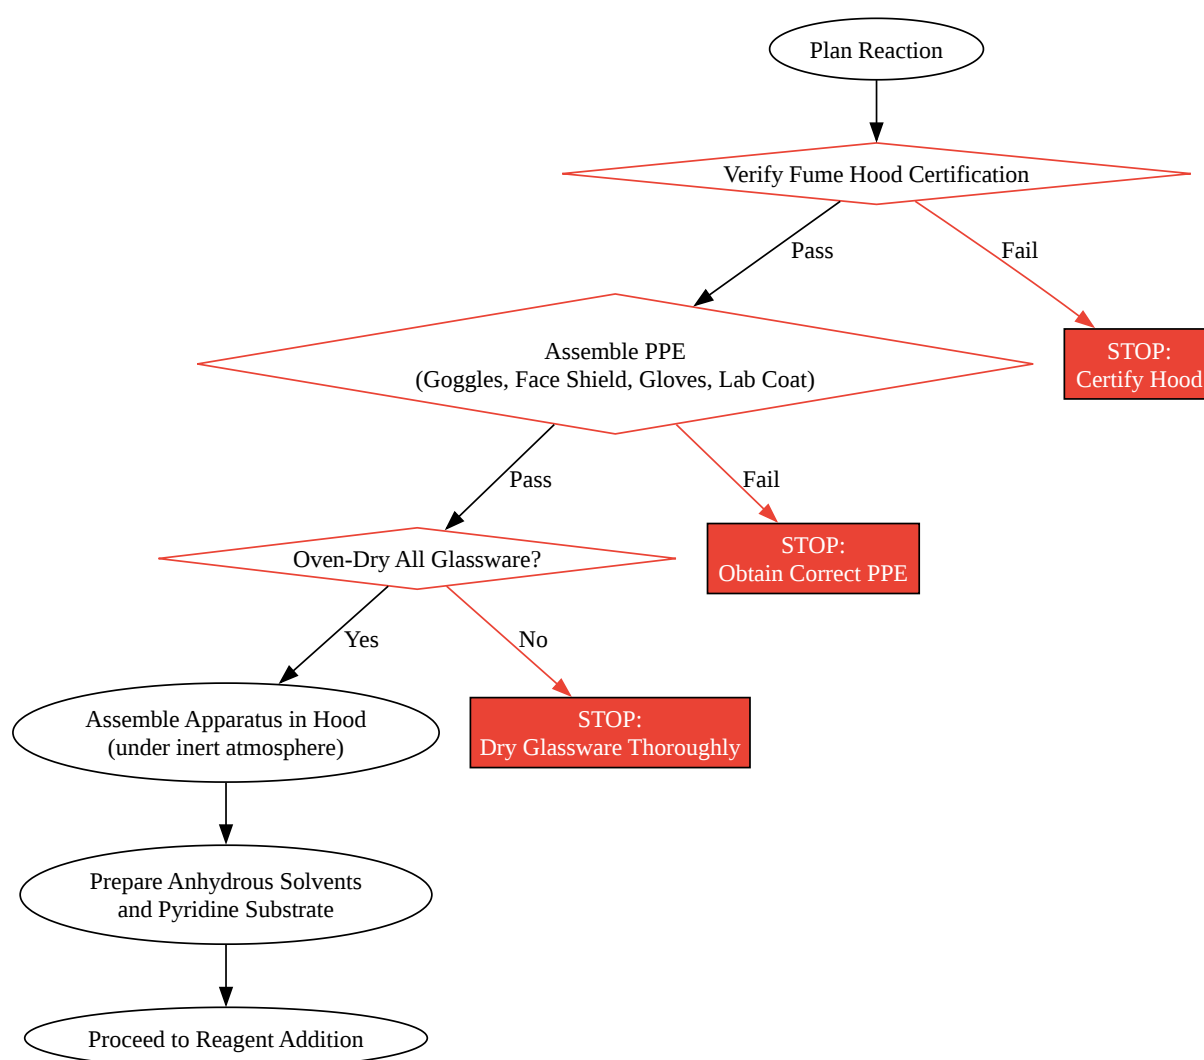 Plan Reaction
Verify Fume Hood Certification
Pass
Fail
Assemble PPE
(Goggles, Face Shield, Gloves, Lab Coat)
STOP:
Certify Hood
Pass
Fail
Oven-Dry All Glassware?
STOP:
Obtain Correct PPE
Yes
No
Assemble Apparatus in Hood
(under inert atmosphere)
STOP:
Dry Glassware Thoroughly
Prepare Anhydrous Solvents
and Pyridine Substrate
Proceed to Reagent Addition